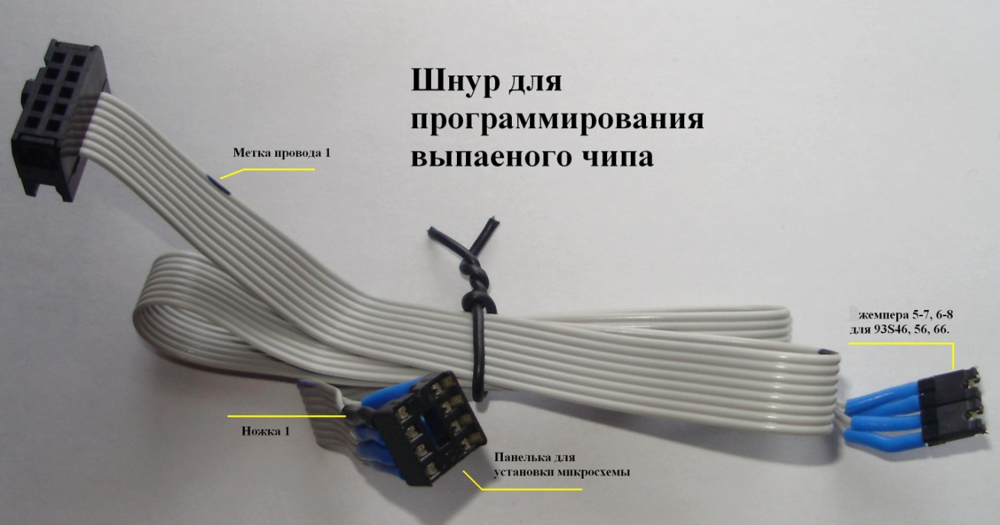 Шнур для
программирования
выпаеного чипа
Метка провода 1
жемпера 5-7, 6-8
для 93S46, 56, 66.
Ножка 1
Панелька для
установки микросхемы